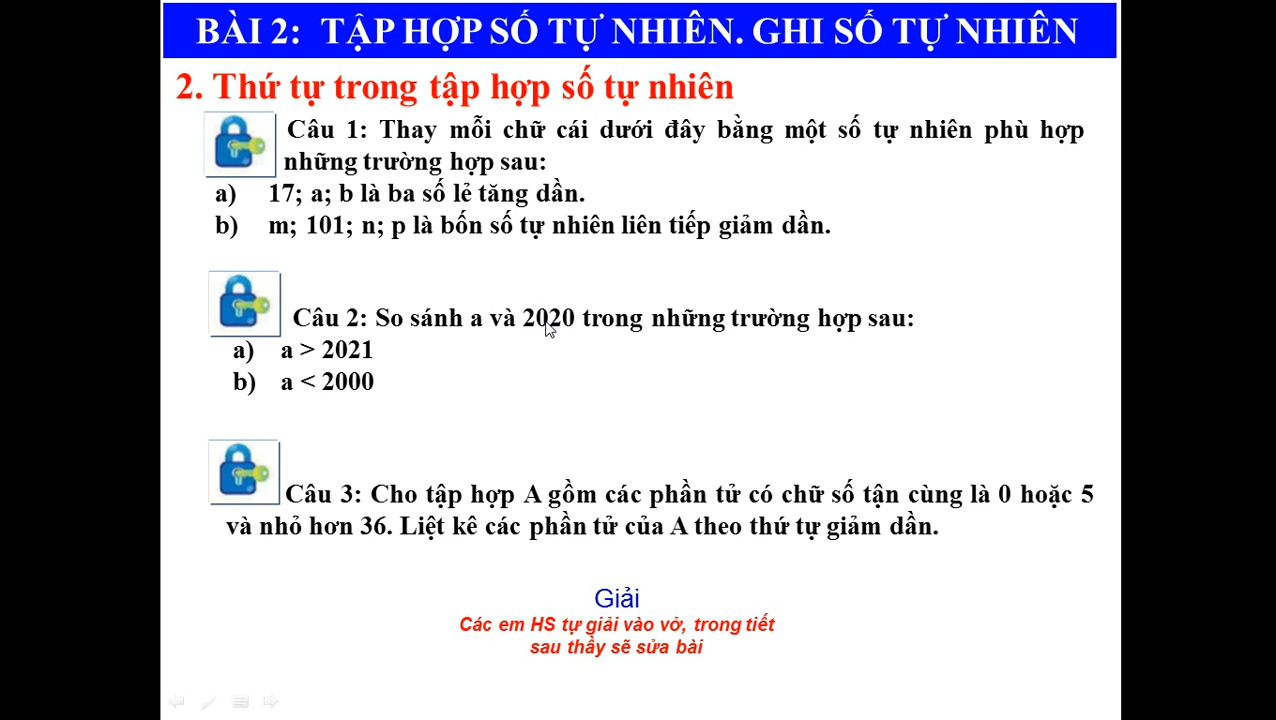 BÀI 2: TẬP HỢP SỐ TỰ NHIÊN. GHI SỐ TỰ NHIÊN
2. Thứ tự trong tập hợp số tự nhiên
Câu 1: Thay mỗi chữ cái dưới đây bằng một số tự nhiên phù hợp
những trường hợp sau:
a) 17; a; b là ba số lẻ tăng dần.
b) m; 101; n; p là bốn số tự nhiên liên tiếp giảm dần.
Câu 2: So sánh a và 2020 trong những trường hợp sau:
a) a > 2021
b) a < 2000
Câu 3: Cho tập hợp A gồm các phần tử có chữ số tận cùng là 0 hoặc 5
và nhỏ hơn 36. Liệt kê các phần tử của A theo thứ tự giảm dần.
Giải
Các em HS tự giải vào vở, trong tiết
sau thầy sẽ sửa bài